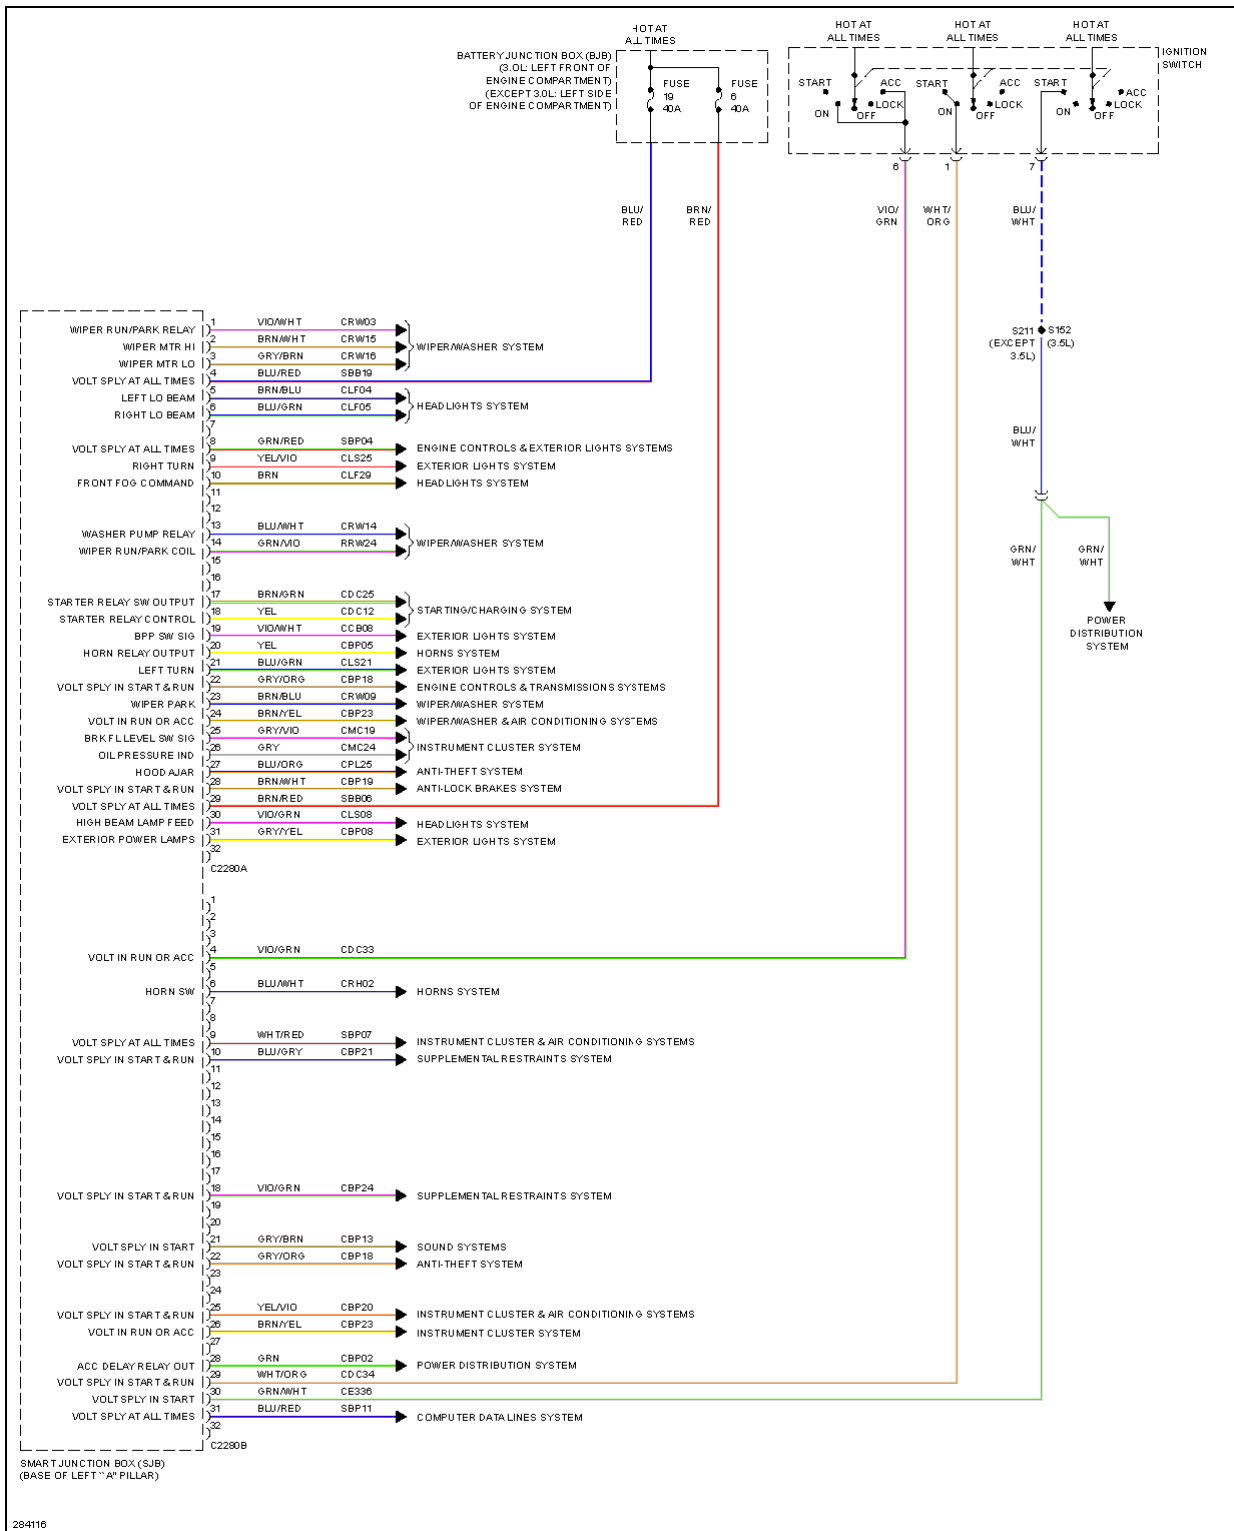 HOT AT
ALL TIMES
BATTERY JUNCTION BOX (BJB)
(3.0L: LEFT FRONT OF
ENGINE COMPARTMENT)
(EXCEPT 3.0L: LEFT SIDE
OF ENGINE COMPARTMENT)
FUSE
19
40A
FUSE
6
40A
HOT AT
ALL TIMES
HOT AT
ALL TIMES
HOT AT
ALL TIMES
IGNITION
SWITCH
START
ACC
LOCK
ON
OFF
START
ACC
LOCK
ON
OFF
START
ACC
LOCK
ON
OFF
6
1
7
BLU/
RED
BRN/
RED
VIO/
GRN
WHT/
ORG
BLU/
WHT
S211
(EXCEPT
3.5L)
S152
(3.5L)
BLU/
WHT
GRN/
WHT
GRN/
WHT
POWER
DISTRIBUTION
SYSTEM
WIPER RUN/PARK RELAY 1 VIO/WHT CRW03
WIPER MTR HI 2 BRN/WHT CRW15 WIPER/WASHER SYSTEM
WIPER MTR LO 3 GRY/BRN CRW16
VOLT SPLY AT ALL TIMES 4 BLU/RED SBB19
LEFT LO BEAM 5 BRN/BLU CLF04
HEADLIGHTS SYSTEM
RIGHT LO BEAM 6 BLU/GRN CLF05
7
VOLT SPLY AT ALL TIMES 8 GRN/RED SBP04 ENGINE CONTROLS & EXTERIOR LIGHTS SYSTEMS
RIGHT TURN 9 YEL/VIO CLS25 EXTERIOR LIGHTS SYSTEM
FRONT FOG COMMAND 10 BRN CLF29 HEADLIGHTS SYSTEM
11
12
WASHER PUMP RELAY 13 BLU/WHT CRW14
WIPER/WASHER SYSTEM
WIPER RUN/PARK COIL 14 GRN/VIO RRW24
15
16
STARTER RELAY SW OUTPUT 17 BRN/GRN CDC25
STARTING/CHARGING SYSTEM
STARTER RELAY CONTROL 18 YEL CDC12
BPP SW SIG 19 VIO/WHT CCB08 EXTERIOR LIGHTS SYSTEM
HORN RELAY OUTPUT 20 YEL CBP05 HORNS SYSTEM
LEFT TURN 21 BLU/GRN CLS21 EXTERIOR LIGHTS SYSTEM
VOLT SPLY IN START & RUN 22 GRY/ORG CBP18 ENGINE CONTROLS & TRANSMISSIONS SYSTEMS
WIPER PARK 23 BRN/BLU CRW09 WIPER/WASHER SYSTEM
VOLT IN RUN OR ACC 24 BRN/YEL CBP23 WIPER/WASHER & AIR CONDITIONING SYSTEMS
BRK FL LEVEL SW SIG 25 GRY/VIO CMC19
INSTRUMENT CLUSTER SYSTEM
OIL PRESSURE IND 26 GRY CMC24
HOOD AJAR 27 BLU/ORG CPL25 ANTI-THEFT SYSTEM
VOLT SPLY IN START & RUN 28 BRN/WHT CBP19 ANTI-LOCK BRAKES SYSTEM
VOLT SPLY AT ALL TIMES 29 BRN/RED SBB06
HIGH BEAM LAMP FEED 30 VIO/GRN CLS08 HEADLIGHTS SYSTEM
EXTERIOR POWER LAMPS 31 GRY/YEL CBP08 EXTERIOR LIGHTS SYSTEM
32
C2280A
1
2
3
VOLT IN RUN OR ACC 4 VIO/GRN CDC33
5
HORN SW 6 BLU/WHT CRH02 HORNS SYSTEM
7
8
VOLT SPLY AT ALL TIMES 9 WHT/RED SBP07 INSTRUMENT CLUSTER & AIR CONDITIONING SYSTEMS
VOLT SPLY IN START & RUN 10 BLU/GRY CBP21 SUPPLEMENTAL RESTRAINTS SYSTEM
11
12
13
14
15
16
17
VOLT SPLY IN START & RUN 18 VIO/GRN CBP24 SUPPLEMENTAL RESTRAINTS SYSTEM
19
20
VOLT SPLY IN START 21 GRY/BRN CBP13 SOUND SYSTEMS
VOLT SPLY IN START & RUN 22 GRY/ORG CBP18 ANTI-THEFT SYSTEM
23
24
VOLT SPLY IN START & RUN 25 YEL/VIO CBP20 INSTRUMENT CLUSTER & AIR CONDITIONING SYSTEMS
VOLT IN RUN OR ACC 26 BRN/YEL CBP23 INSTRUMENT CLUSTER SYSTEM
27
ACC DELAY RELAY OUT 28 GRN CBP02 POWER DISTRIBUTION SYSTEM
VOLT SPLY IN START & RUN 29 WHT/ORG CDC34
VOLT SPLY IN START 30 GRN/WHT CE336
VOLT SPLY AT ALL TIMES 31 BLU/RED SBP11 COMPUTER DATA LINES SYSTEM
32
C2280B
SMART JUNCTION BOX (SJB)
(BASE OF LEFT ``A" PILLAR)
284116